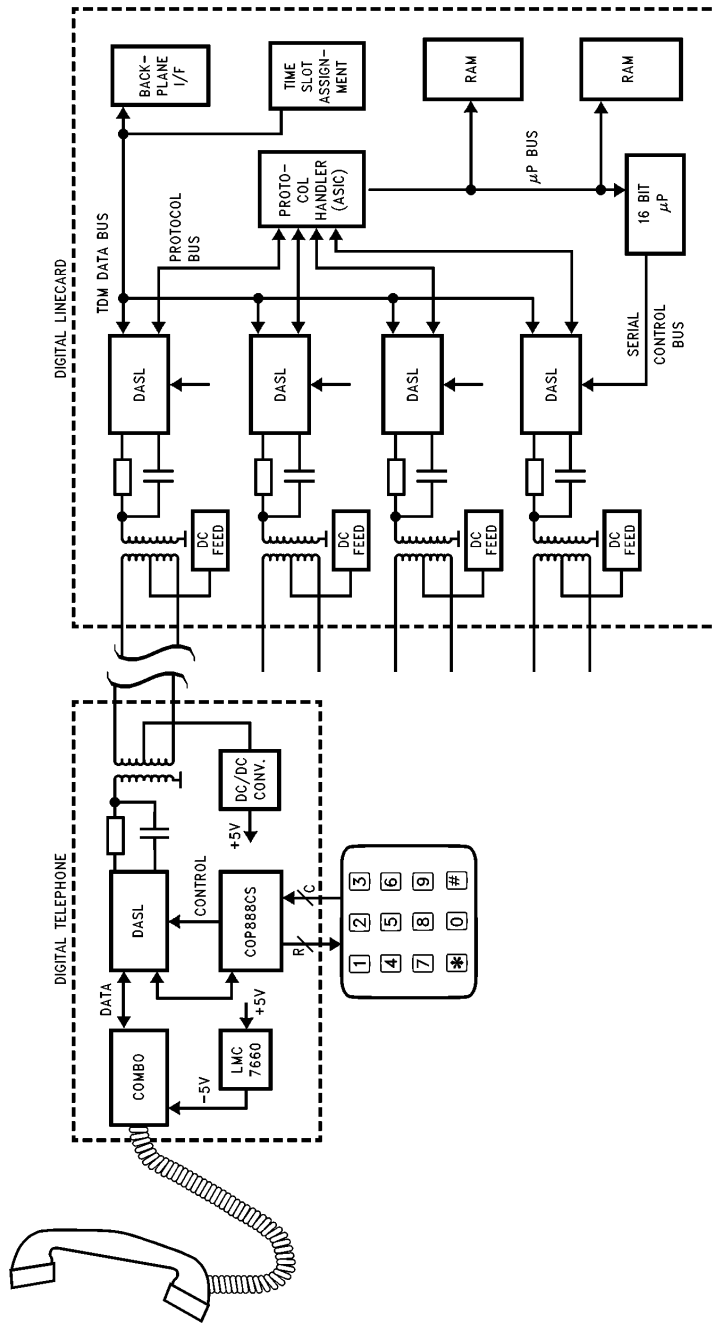 DIGITAL TELEPHONE
COMBO
DATA
DASL
-5V
LMC
7660
+5V
CONTROL
COP888CS
+5V
DC/DC
CONV.
R
C
1
2
3
4
5
6
7
8
9
*
0
#
DIGITAL LINECARD
DC
FEED
DASL
TDM DATA BUS
PROTOCOL
BUS
BACK-
PLANE
I/F
TIME
SLOT
ASSIGN-
MENT
DC
FEED
DASL
PROTO-
COL
HANDLER
(ASIC)
DC
FEED
DASL
RAM
μP BUS
RAM
DC
FEED
DASL
SERIAL
CONTROL
BUS
16 BIT
μP